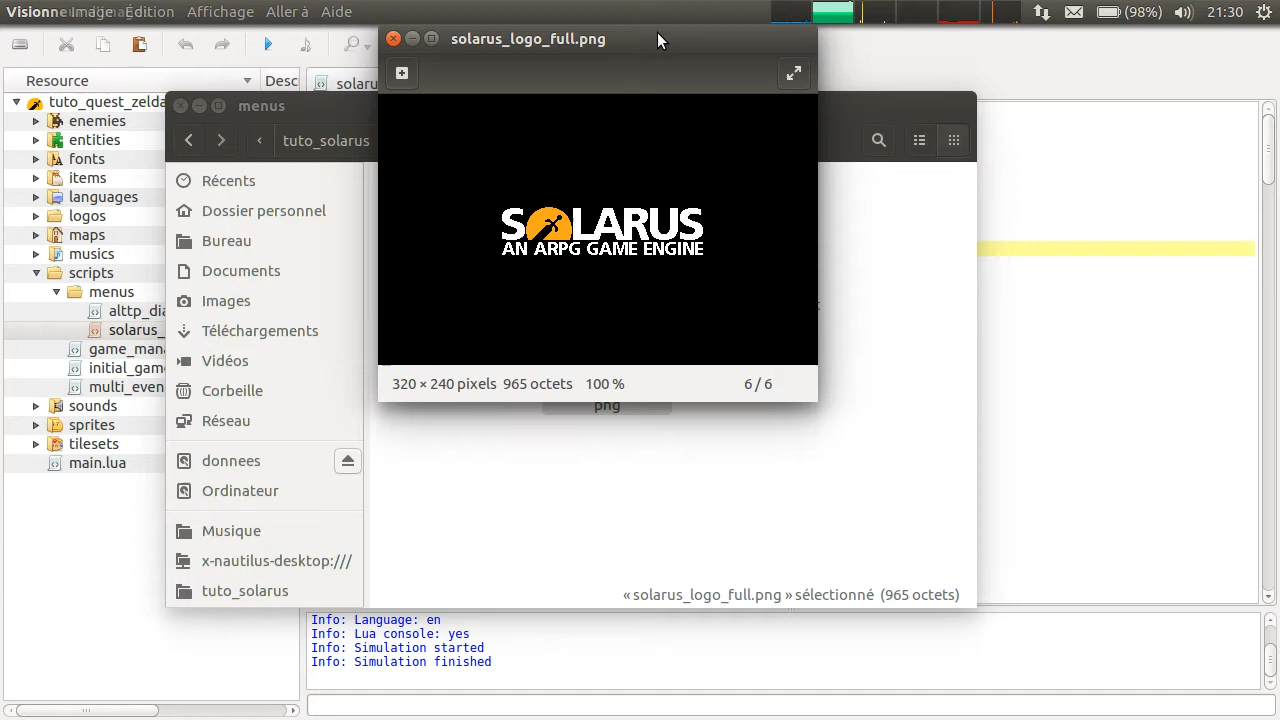 Visionneur Image Édition Affichage Aller à Aide
(98%) 21:30
solarus_logo_full.png
Resource Desc
solarus
tuto_quest_zelda
menus
enemies
entities
tuto_solarus
fonts
items
languages
logos
maps
musics
scripts
menus
alttp_dia
solarus_
game_mana
initial_game
multi_even
sounds
sprites
tilesets
main.lua
Récents
Dossier personnel
Bureau
Documents
Images
Téléchargements
Vidéos
Corbeille
Réseau
donnees
Ordinateur
Musique
x-nautilus-desktop:///
tuto_solarus
SOLARUS
AN ARPG GAME ENGINE
320 × 240 pixels 965 octets 100 % 6 / 6
png
« solarus_logo_full.png » sélectionné (965 octets)
Info: Language: en
Info: Lua console: yes
Info: Simulation started
Info: Simulation finished